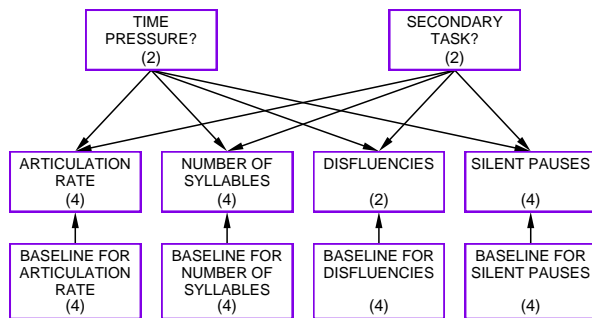 TIME
PRESSURE?
(2)
SECONDARY
TASK?
(2)
ARTICULATION
RATE
(4)
NUMBER OF
SYLLABLES
(4)
DISFLUENCIES
(2)
SILENT PAUSES
(4)
BASELINE FOR
ARTICULATION
RATE
(4)
BASELINE FOR
NUMBER OF
SYLLABLES
(4)
BASELINE FOR
DISFLUENCIES
(4)
BASELINE FOR
SILENT PAUSES
(4)